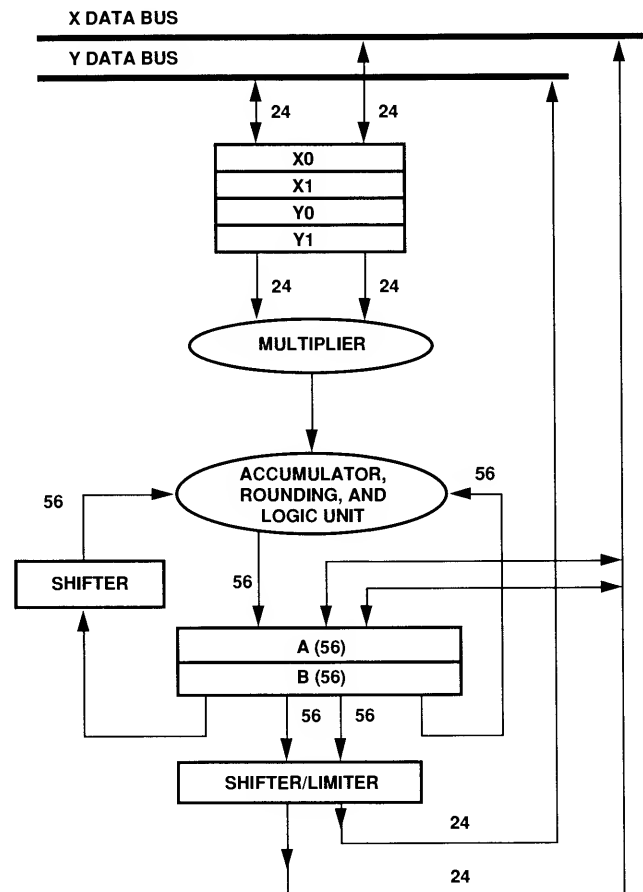 X DATA BUS
Y DATA BUS
24
24
X0
X1
Y0
Y1
24
24
MULTIPLIER
ACCUMULATOR,
ROUNDING, AND
LOGIC UNIT
56
56
SHIFTER
56
A (56)
B (56)
56
56
SHIFTER/LIMITER
24
24